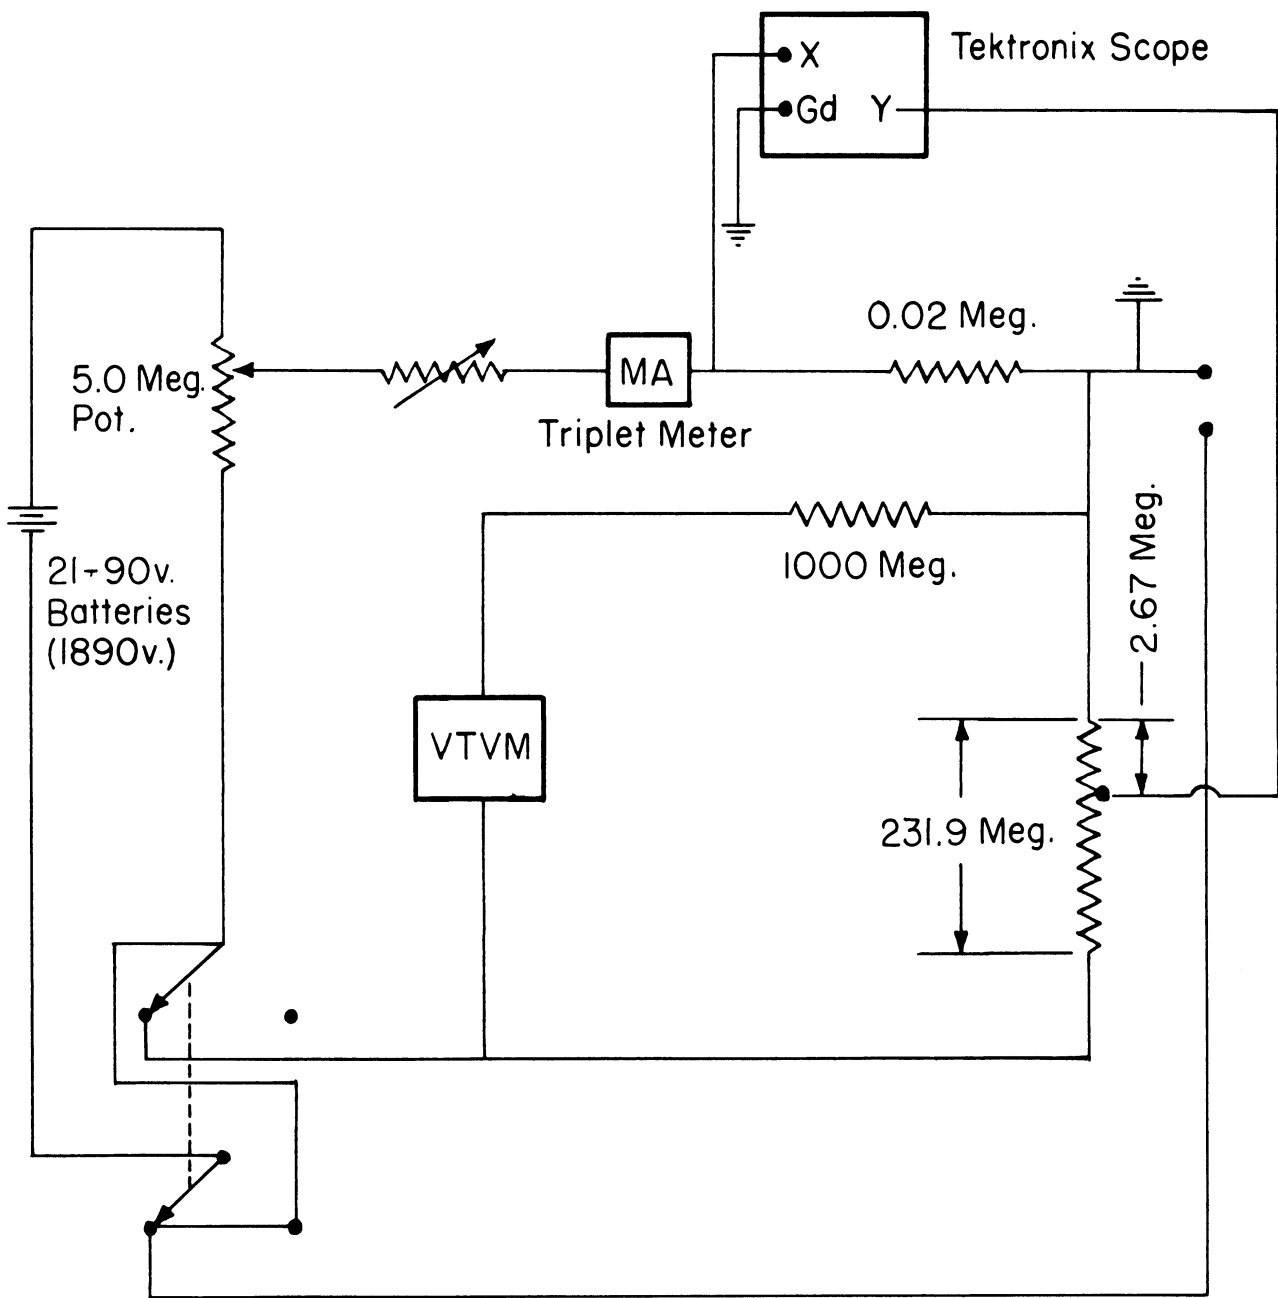 Tektronix Scope
X
Gd Y
0.02 Meg.
5.0 Meg.
Pot.
MA
Triplet Meter
2.67 Meg.
1000 Meg.
21-90v.
Batteries
(1890v.)
VTVM
231.9 Meg.